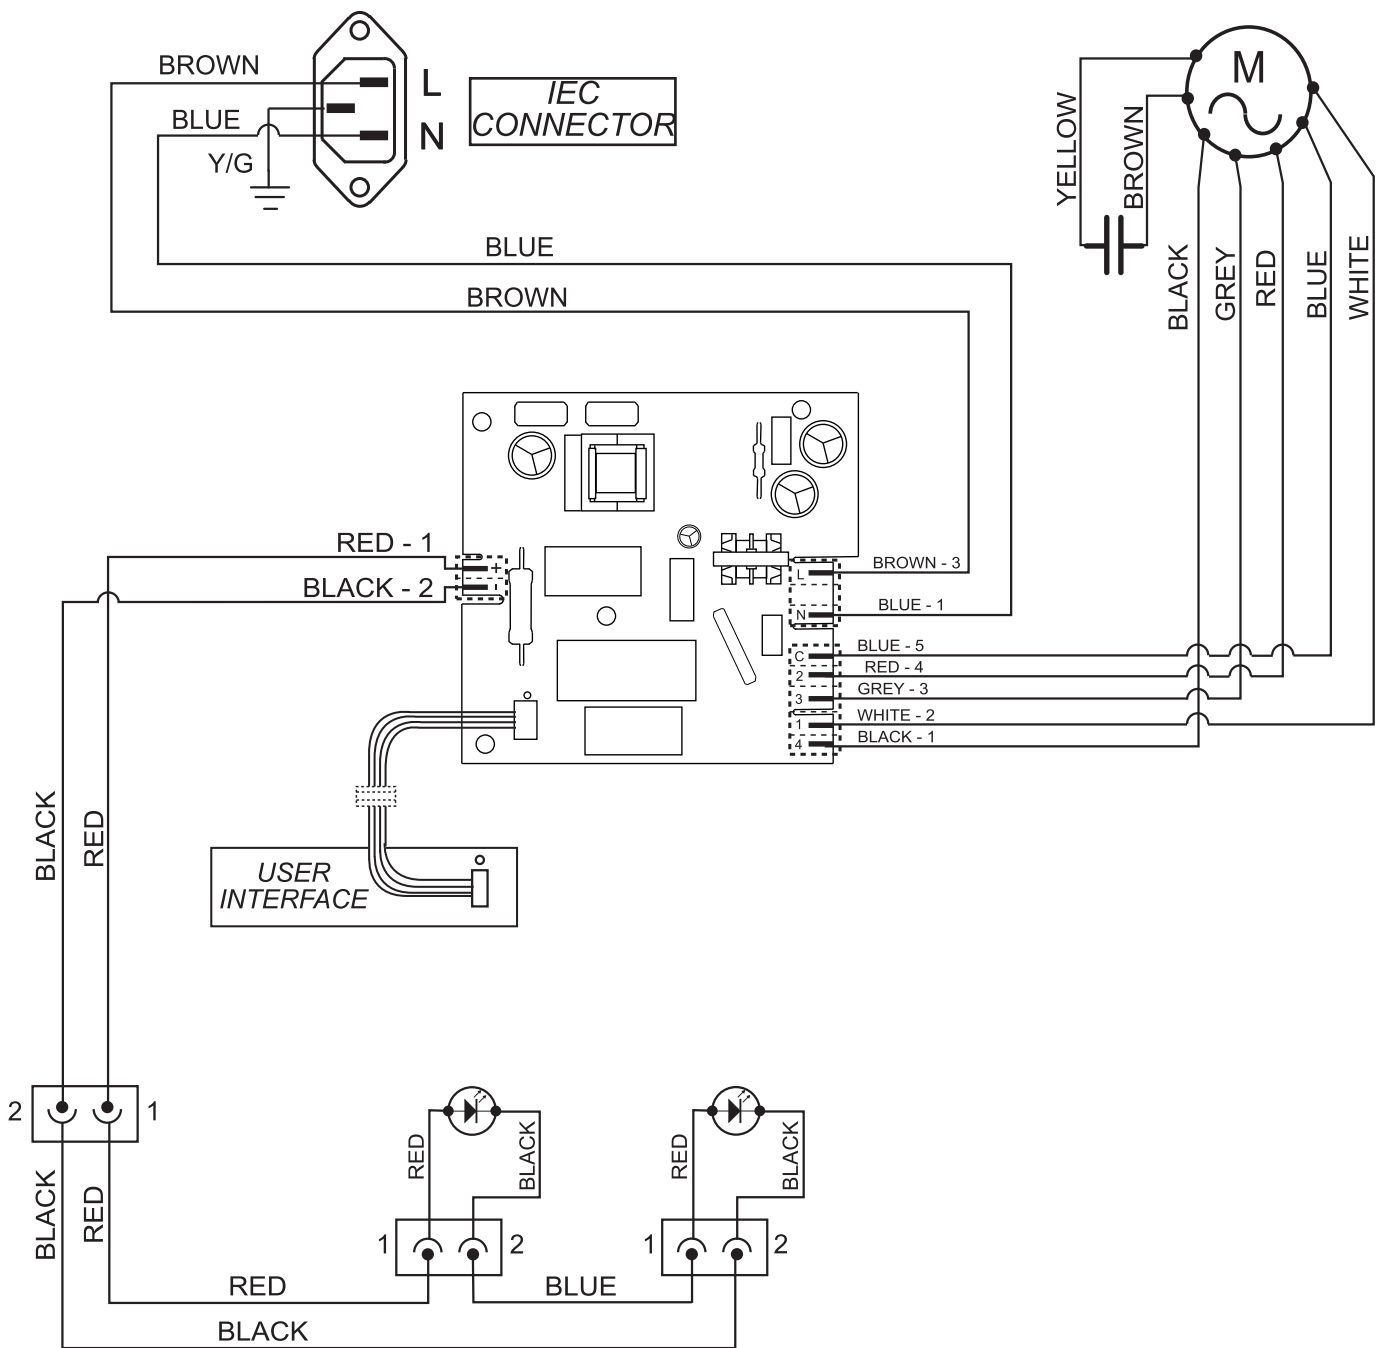 BROWN
L
IEC
CONNECTOR
BLUE
N
Y/G
M
YELLOW
BROWN
BLACK
GREY
RED
BLUE
WHITE
BLUE
BROWN
RED - 1
+
BLACK - 2
-
L
BROWN - 3
N
BLUE - 1
C
BLUE - 5
2
RED - 4
3
GREY - 3
1
WHITE - 2
4
BLACK - 1
BLACK
RED
USER
INTERFACE
2
1
RED
BLACK
RED
BLACK
BLACK
RED
1
2
1
2
RED
BLUE
BLACK